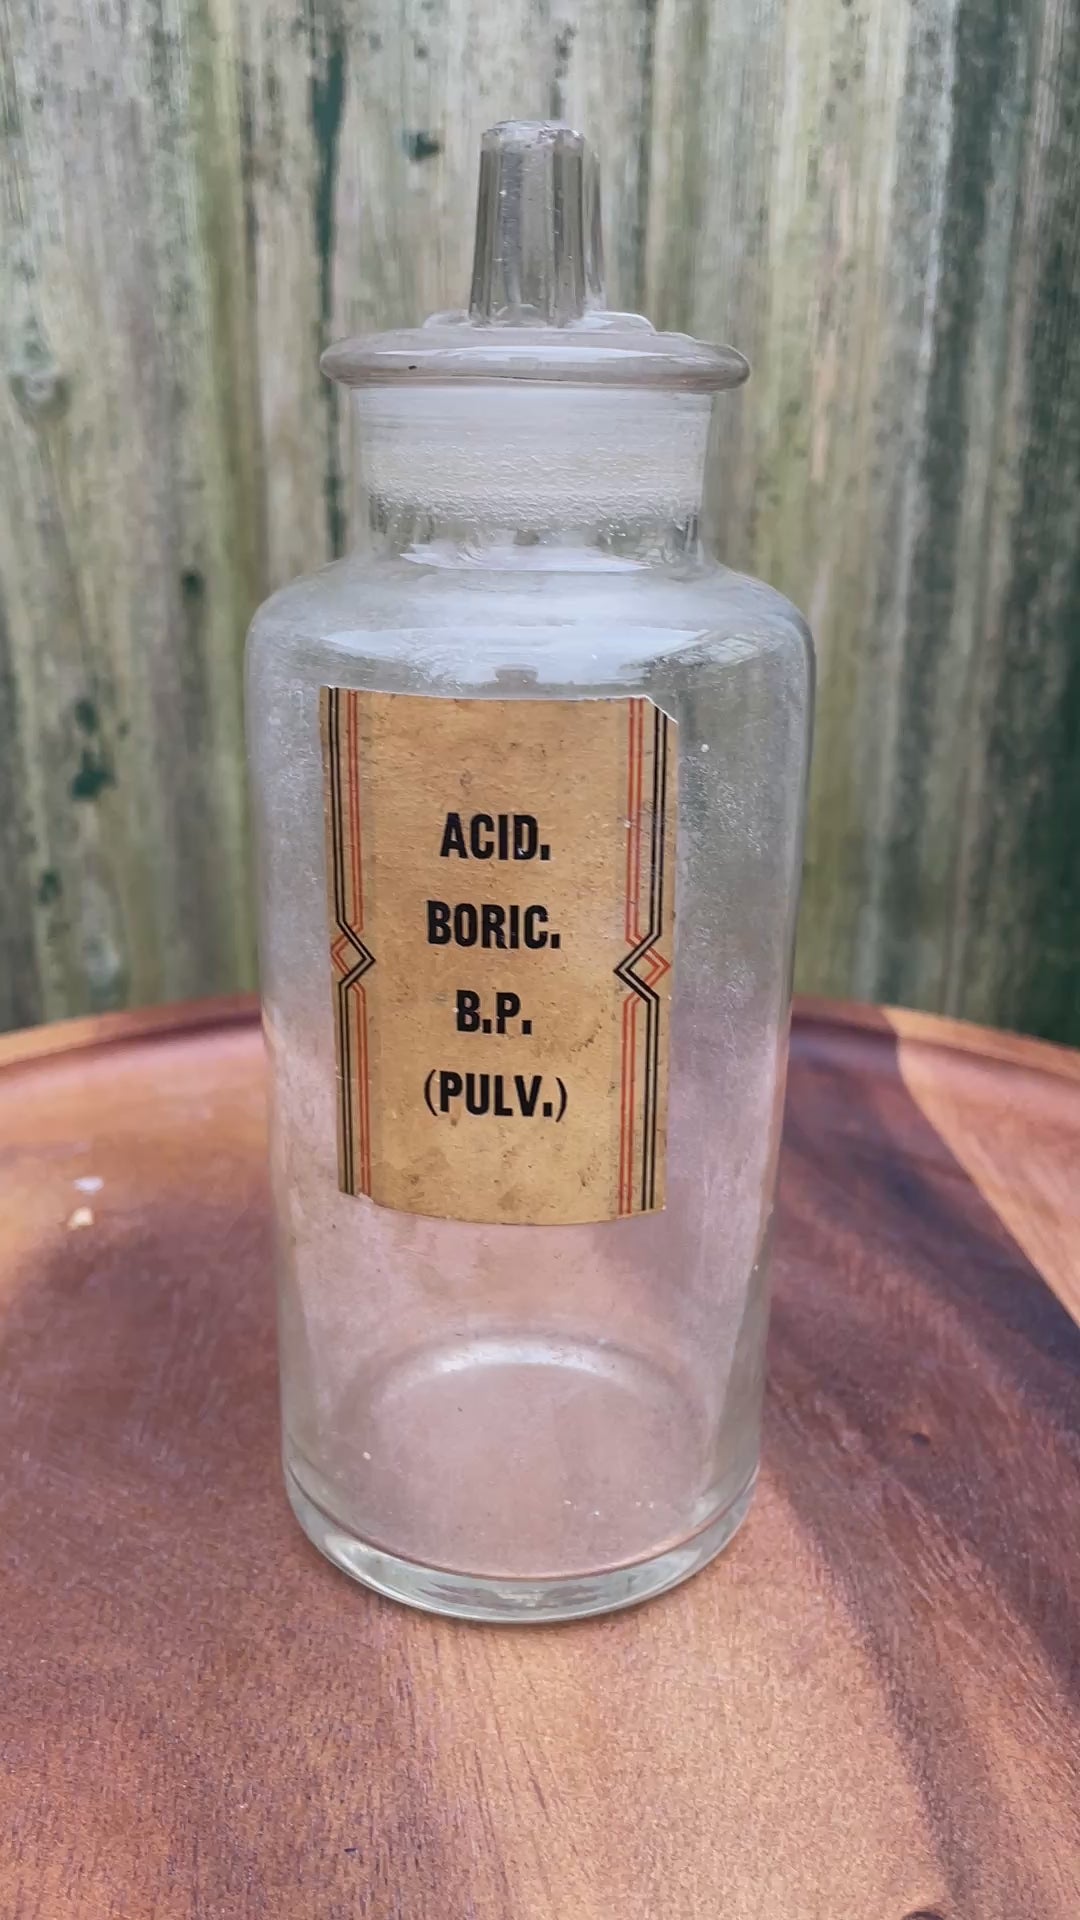 ACID.
BORIC.
B.P.
(PULV.)